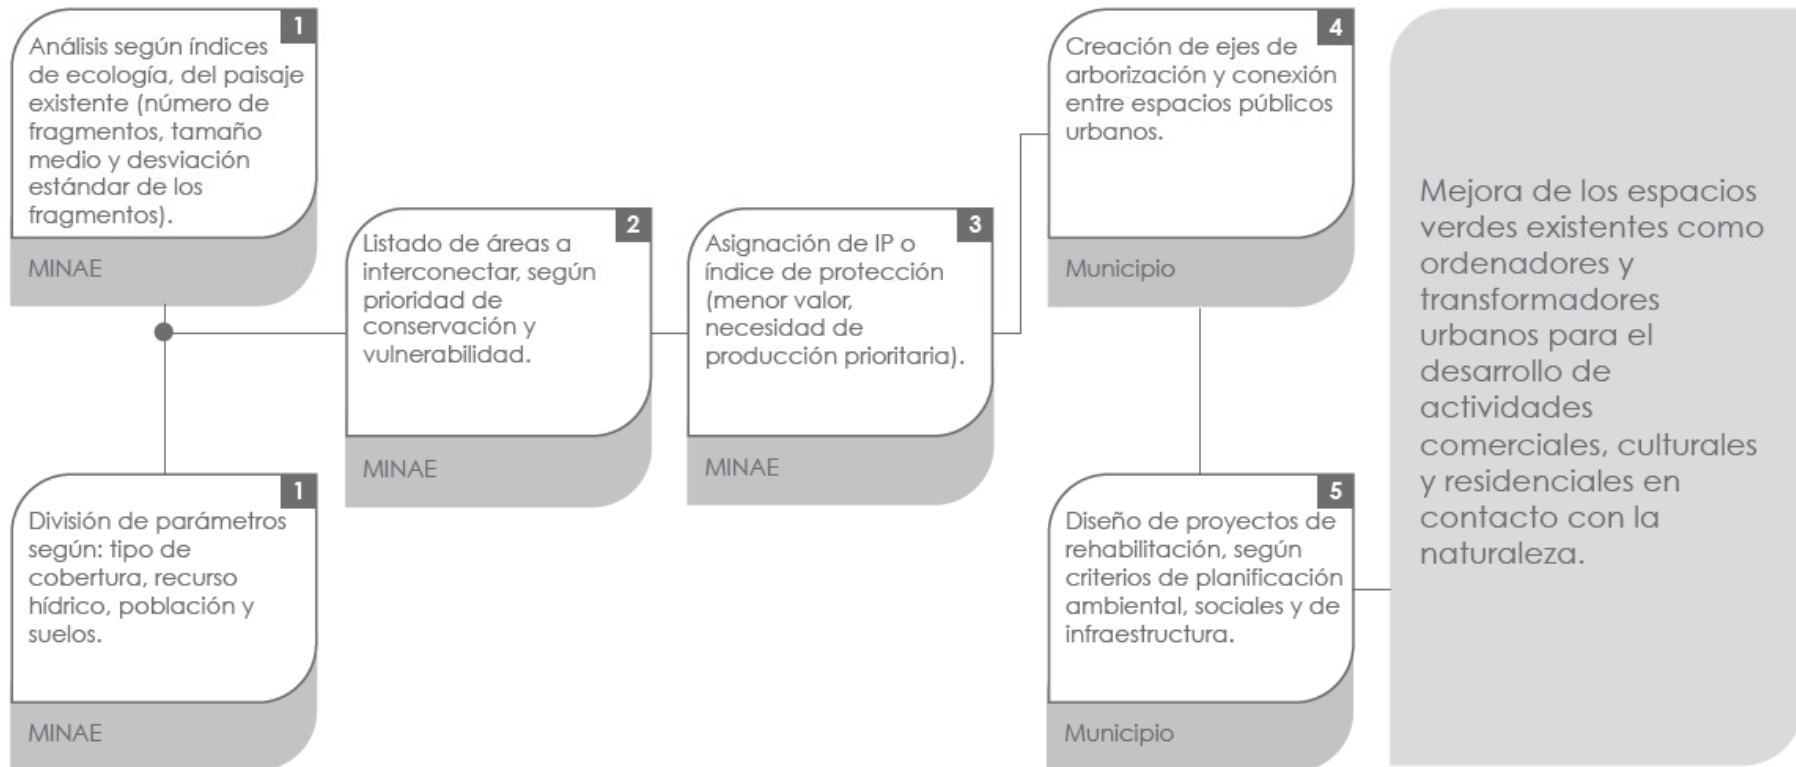 1
Análisis según índices
de ecología, del paisaje
existente (número de
fragmentos, tamaño
medio y desviación
estándar de los
fragmentos).
MINAE
1
División de parámetros
según: tipo de
cobertura, recurso
hídrico, población y
suelos.
MINAE
2
Listado de áreas a
interconectar, según
prioridad de
conservación y
vulnerabilidad.
MINAE
3
Asignación de IP o
índice de protección
(menor valor,
necesidad de
producción prioritaria).
MINAE
4
Creación de ejes de
arborización y conexión
entre espacios públicos
urbanos.
Municipio
5
Diseño de proyectos de
rehabilitación, según
criterios de planificación
ambiental, sociales y de
infraestructura.
Municipio
Mejora de los espacios
verdes existentes como
ordenadores y
transformadores
urbanos para el
desarrollo de
actividades
comerciales, culturales
y residenciales en
contacto con la
naturaleza.